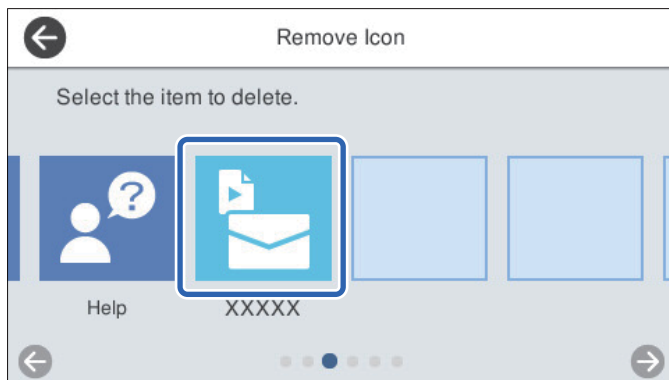 Remove Icon
Select the item to delete.
?
Help
XXXXX